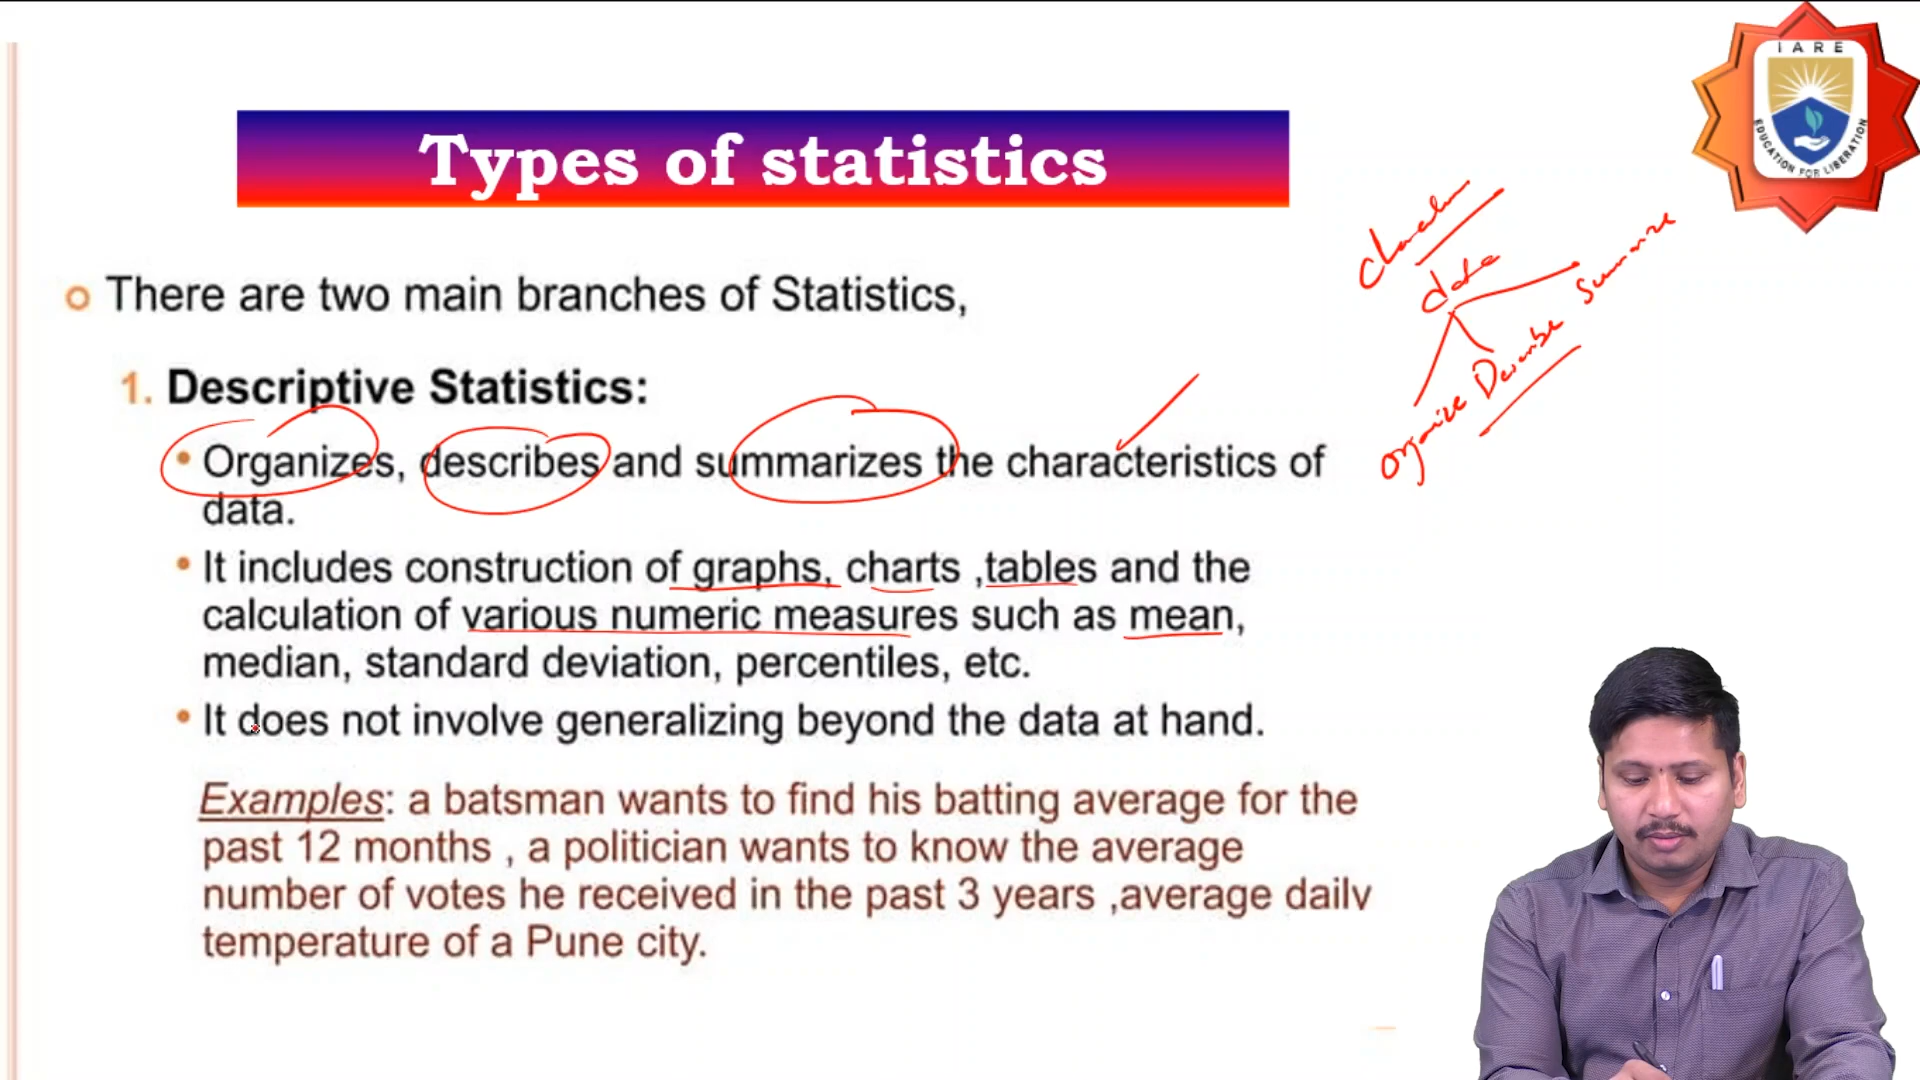 IARE
EDUCATION FOR LIBERATION
Types of statistics
There are two main branches of Statistics,
1. Descriptive Statistics:
• Organizes, describes and summarizes the characteristics of
data.
• It includes construction of graphs, charts ,tables and the
calculation of various numeric measures such as mean,
median, standard deviation, percentiles, etc.
• It does not involve generalizing beyond the data at hand.
Examples: a batsman wants to find his batting average for the
past 12 months , a politician wants to know the average
number of votes he received in the past 3 years ,average daily
temperature of a Pune city.
data
Organize Describe Summarize